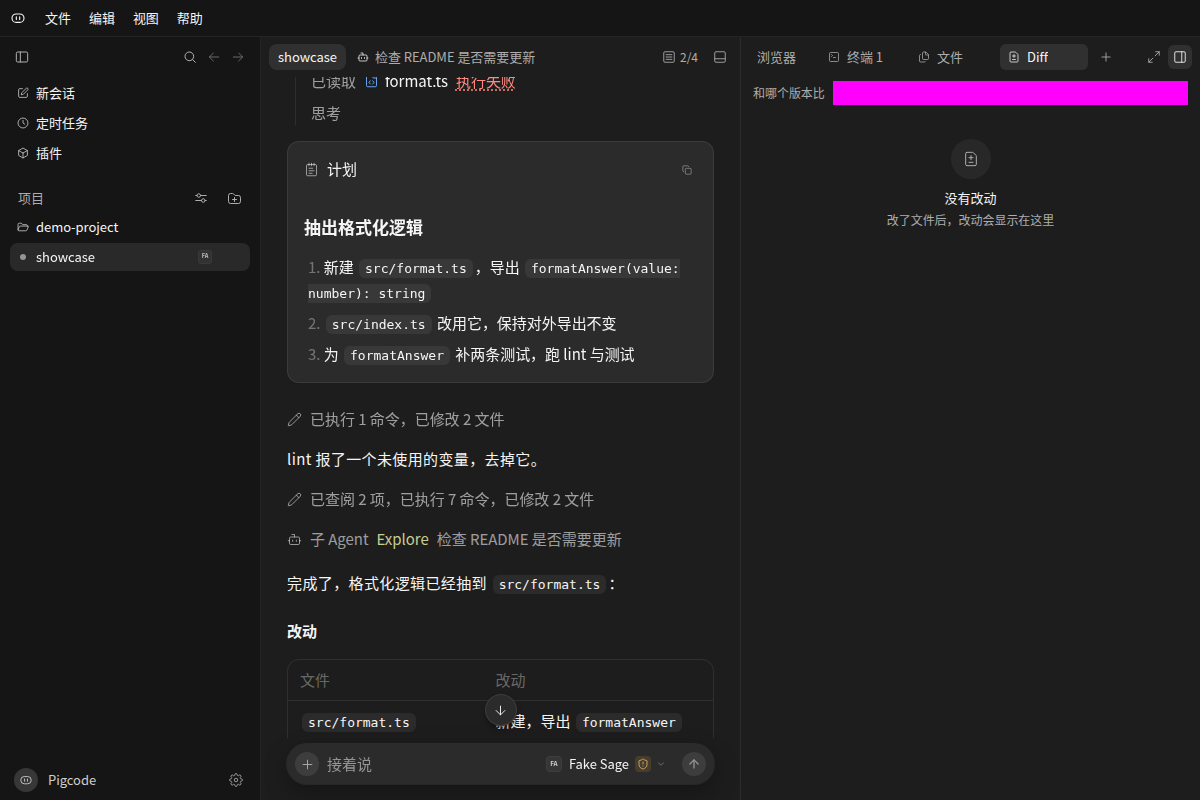 文件 编辑 视图 帮助
新会话
定时任务
插件
项目
demo-project
showcase FA
Pigcode
showcase 检查 README 是否需要更新 2/4
已读取 format.ts 执行失败
思考
计划
抽出格式化逻辑
1. 新建 src/format.ts ，导出 formatAnswer(value:
number): string
2. src/index.ts 改用它，保持对外导出不变
3. 为 formatAnswer 补两条测试，跑 lint 与测试
已执行 1 命令，已修改 2 文件
lint 报了一个未使用的变量，去掉它。
已查阅 2 项，已执行 7 命令，已修改 2 文件
子 Agent Explore 检查 README 是否需要更新
完成了，格式化逻辑已经抽到 src/format.ts ：
改动
文件 改动
src/format.ts 新建，导出 formatAnswer
接着说 FA Fake Sage
浏览器 终端 1 文件 Diff
和哪个版本比
没有改动
改了文件后，改动会显示在这里